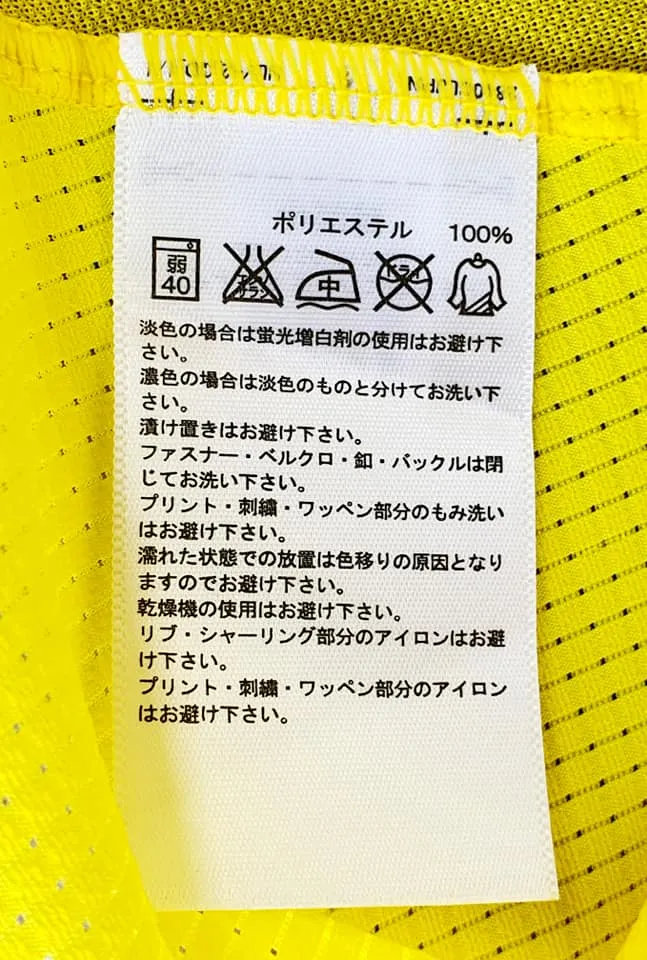 ポリエステル 100%
弱
40
エンソ
サラシ
中
ドライ
淡色の場合は蛍光増白剤の使用はお避け下
さい。
濃色の場合は淡色のものと分けてお洗い下
さい。
漬け置きはお避け下さい。
ファスナー・ベルクロ・釦・バックルは閉
じてお洗い下さい。
プリント・刺繍・ワッペン部分のもみ洗い
はお避け下さい。
濡れた状態での放置は色移りの原因となり
ますのでお避け下さい。
乾燥機の使用はお避け下さい。
リブ・シャーリング部分のアイロンはお避
け下さい。
プリント・刺繍・ワッペン部分のアイロン
はお避け下さい。